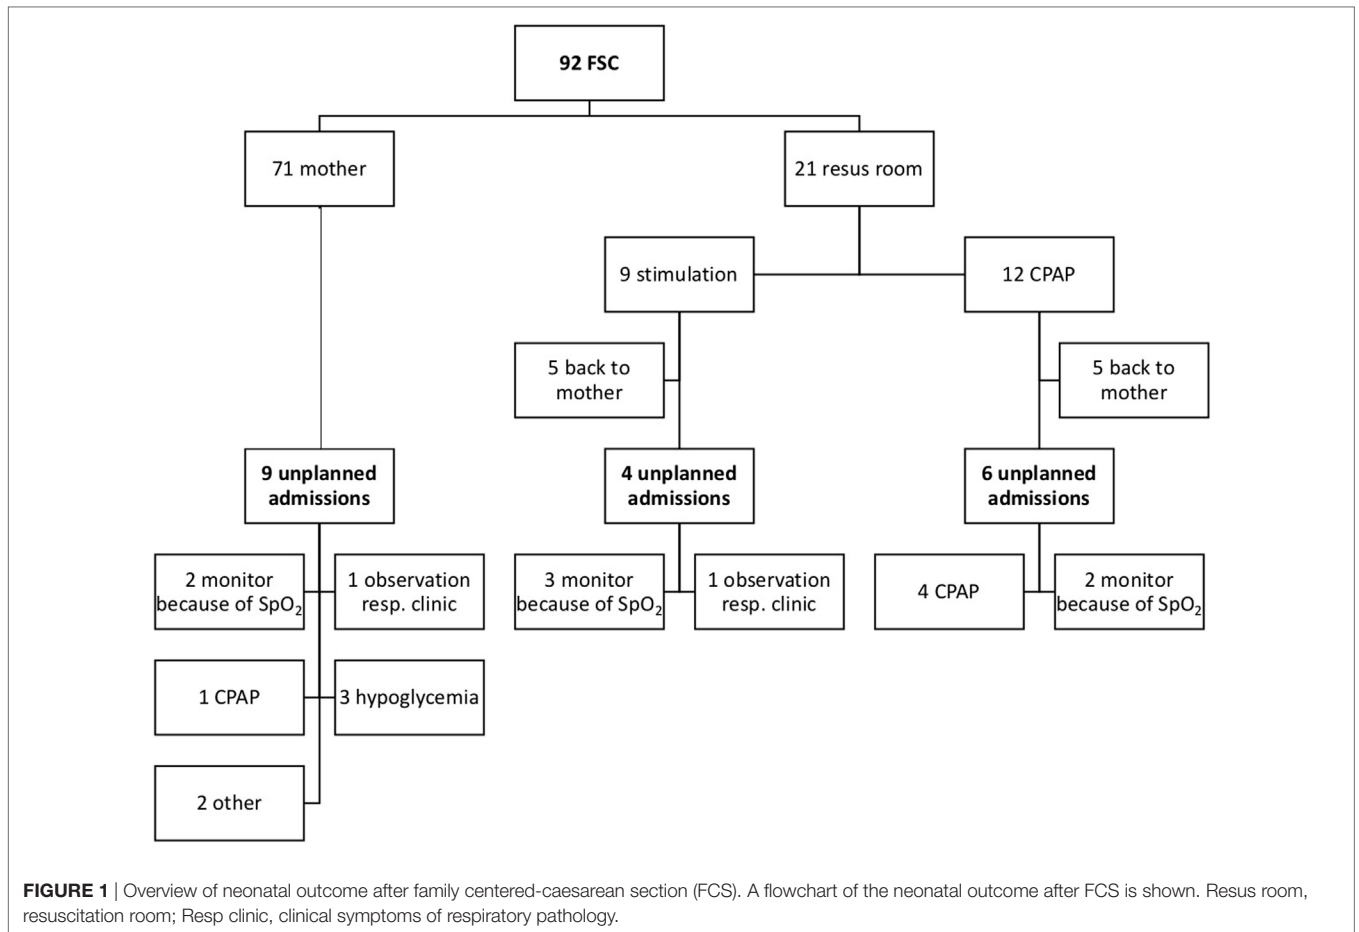 92 FSC
71 mother
21 resus room
9 stimulation
12 CPAP
5 back to
mother
5 back to
mother
9 unplanned
admissions
4 unplanned
admissions
6 unplanned
admissions
2 monitor
because of SpO₂
1 observation
resp. clinic
3 monitor
because of SpO₂
1 observation
resp. clinic
4 CPAP
2 monitor
because of SpO₂
1 CPAP
3 hypoglycemia
2 other
FIGURE 1 | Overview of neonatal outcome after family centered-caesarean section (FCS). A flowchart of the neonatal outcome after FCS is shown. Resus room,
resuscitation room; Resp clinic, clinical symptoms of respiratory pathology.